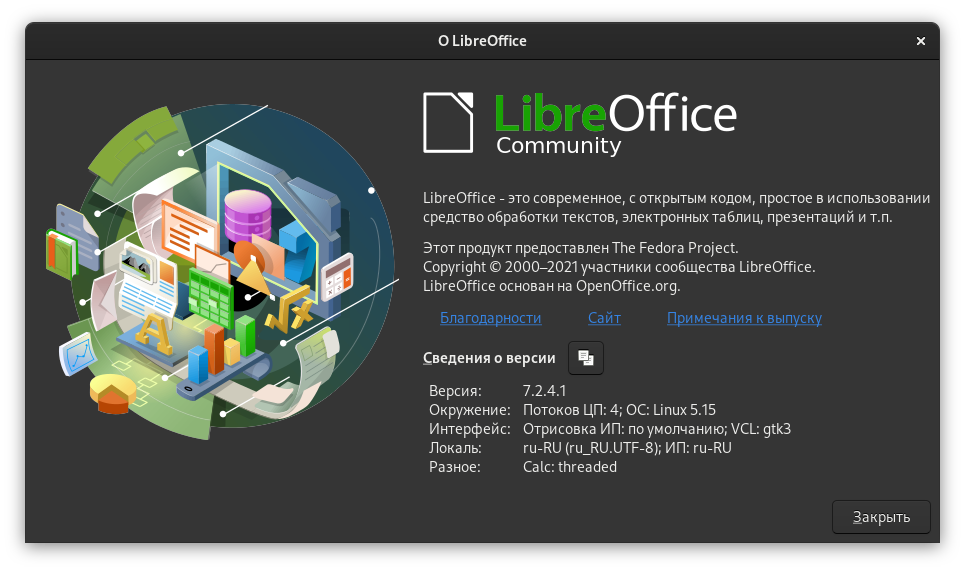 О LibreOffice
LibreOffice
Community
LibreOffice - это современное, с открытым кодом, простое в использовании
средство обработки текстов, электронных таблиц, презентаций и т.п.
Этот продукт предоставлен The Fedora Project.
Copyright © 2000–2021 участники сообщества LibreOffice.
LibreOffice основан на OpenOffice.org.
Благодарности Сайт Примечания к выпуску
Сведения о версии
Версия: 7.2.4.1
Окружение: Потоков ЦП: 4; ОС: Linux 5.15
Интерфейс: Отрисовка ИП: по умолчанию; VCL: gtk3
Локаль: ru-RU (ru_RU.UTF-8); ИП: ru-RU
Разное: Calc: threaded
Закрыть